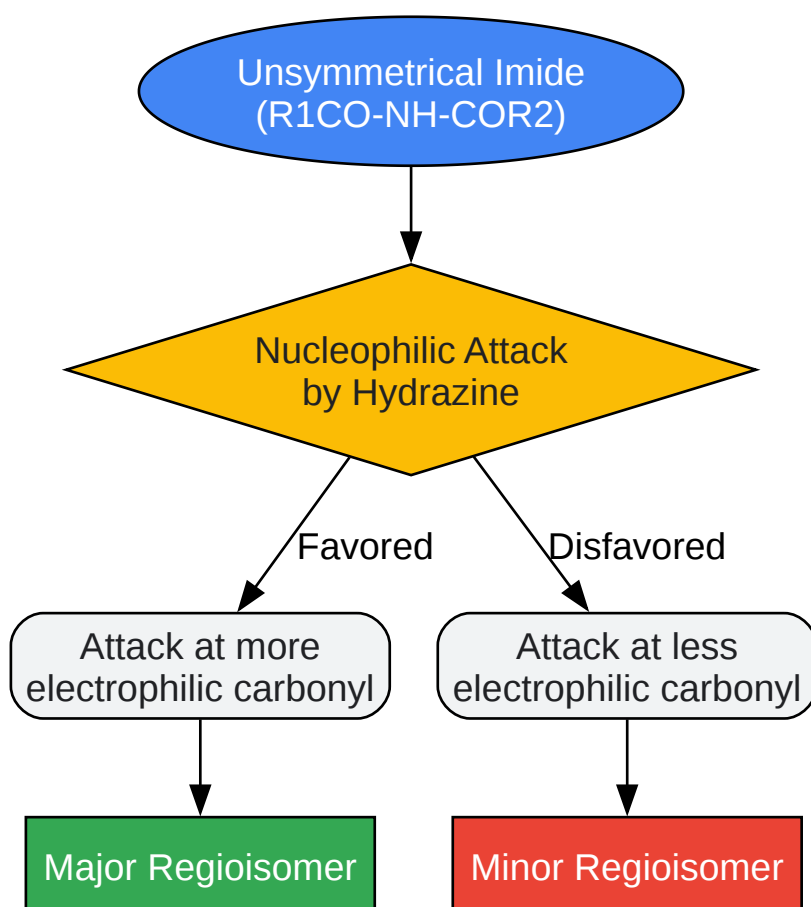 Unsymmetrical Imide
(R1CO-NH-COR2)
Nucleophilic Attack
by Hydrazine
Favored
Disfavored
Attack at more
electrophilic carbonyl
Attack at less
electrophilic carbonyl
Major Regioisomer
Minor Regioisomer